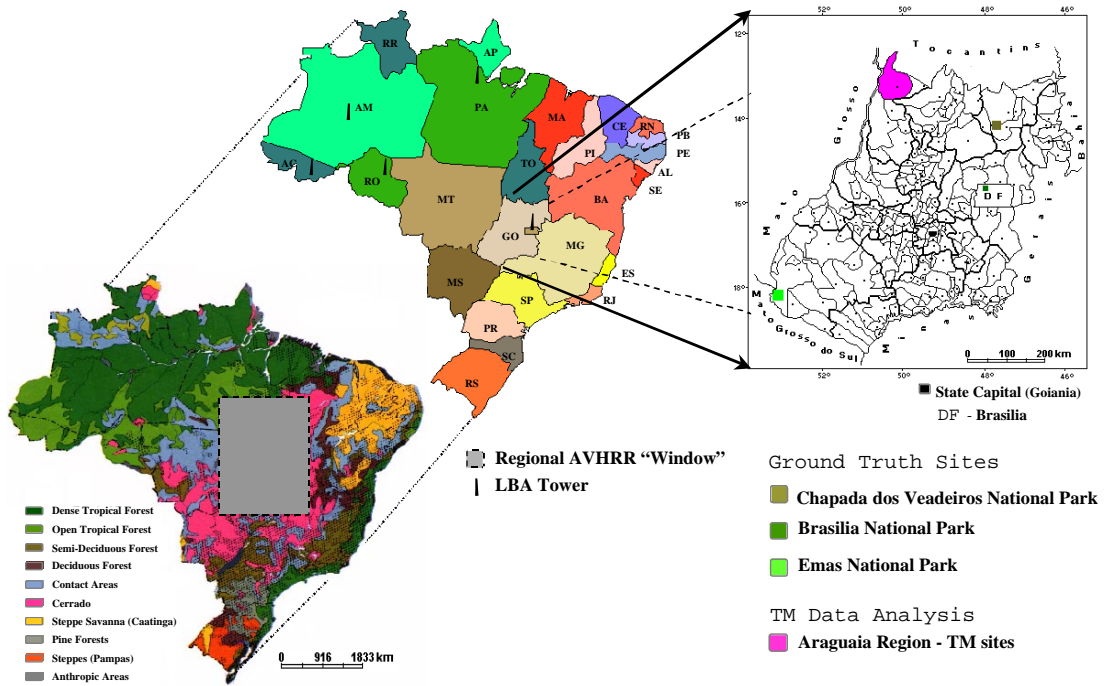 RR
AP
AM
PA
MA
CE
RN
PB
PE
PI
AL
SE
AC
RO
TO
BA
MT
GO
MG
MS
ES
SP
RJ
PR
SC
RS
52°
50°
48°
46°
12°
14°
16°
18°
Tocantins
Bahia
Mato Grosso
D F
Minas Gerais
Mato Grosso do Sul
0 100 200 km
52°
50°
48°
46°
State Capital (Goiania)
DF - Brasilia
Regional AVHRR “Window”
LBA Tower
Ground Truth Sites
Chapada dos Veadeiros National Park
Brasilia National Park
Emas National Park
TM Data Analysis
Araguaia Region - TM sites
Dense Tropical Forest
Open Tropical Forest
Semi-Deciduous Forest
Deciduous Forest
Contact Areas
Cerrado
Steppe Savanna (Caatinga)
Pine Forests
Steppes (Pampas)
Anthropic Areas
0 916 1833 km